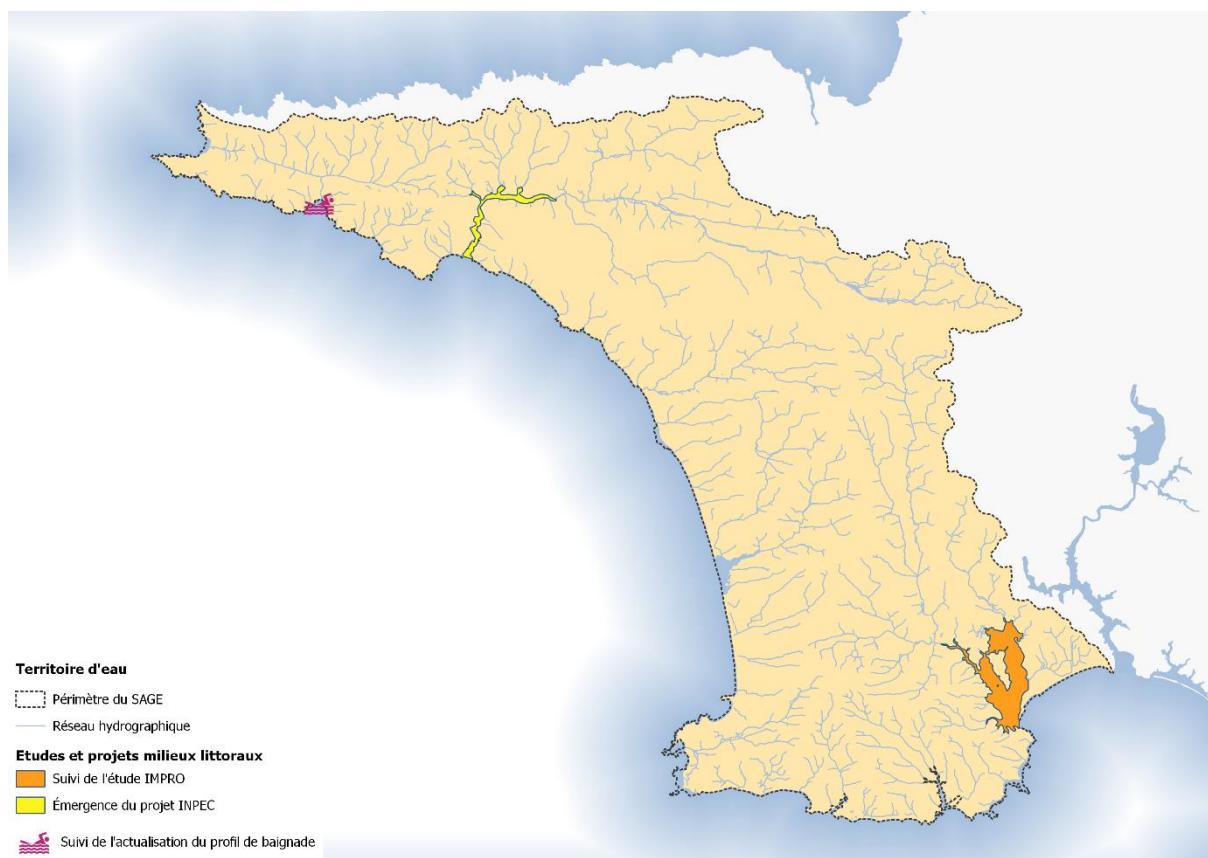 Territoire d'eau
Périmètre du SAGE
Réseau hydrographique
Etudes et projets milieux littoraux
Suivi de l'étude IMPRO
Émergence du projet INPEC
Suivi de l'actualisation du profil de baignade